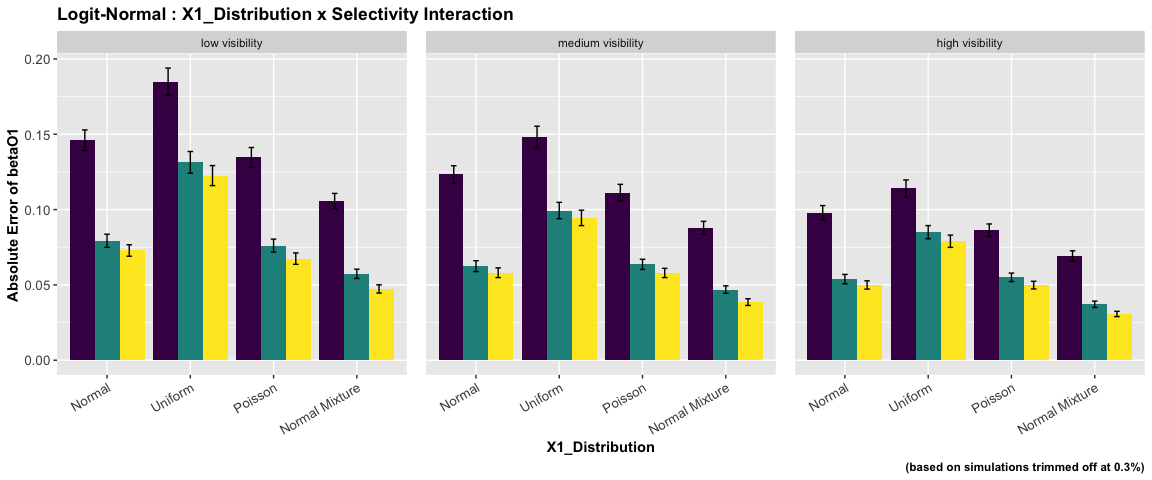 Logit-Normal : X1_Distribution x Selectivity Interaction
low visibility
medium visibility
high visibility
Absolute Error of betaO1
0.20
0.15
0.10
0.05
0.00
Normal
Uniform
Poisson
Normal Mixture
Normal
Uniform
Poisson
Normal Mixture
Normal
Uniform
Poisson
Normal Mixture
X1_Distribution
(based on simulations trimmed off at 0.3%)